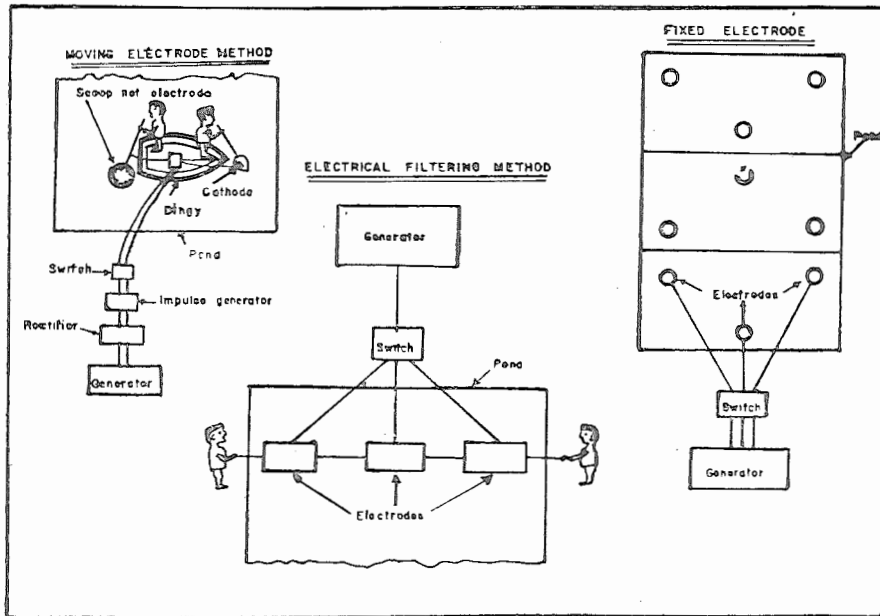 MOVING ELECTRODE METHOD
Scoop net electrode
Cathode
Dingy
Pond
Switch
Impulse generator
Rectifier
Generator
ELECTRICAL FILTERING METHOD
Generator
Switch
Pond
Electrodes
FIXED ELECTRODE
Pond
Electrodes
Switch
Generator